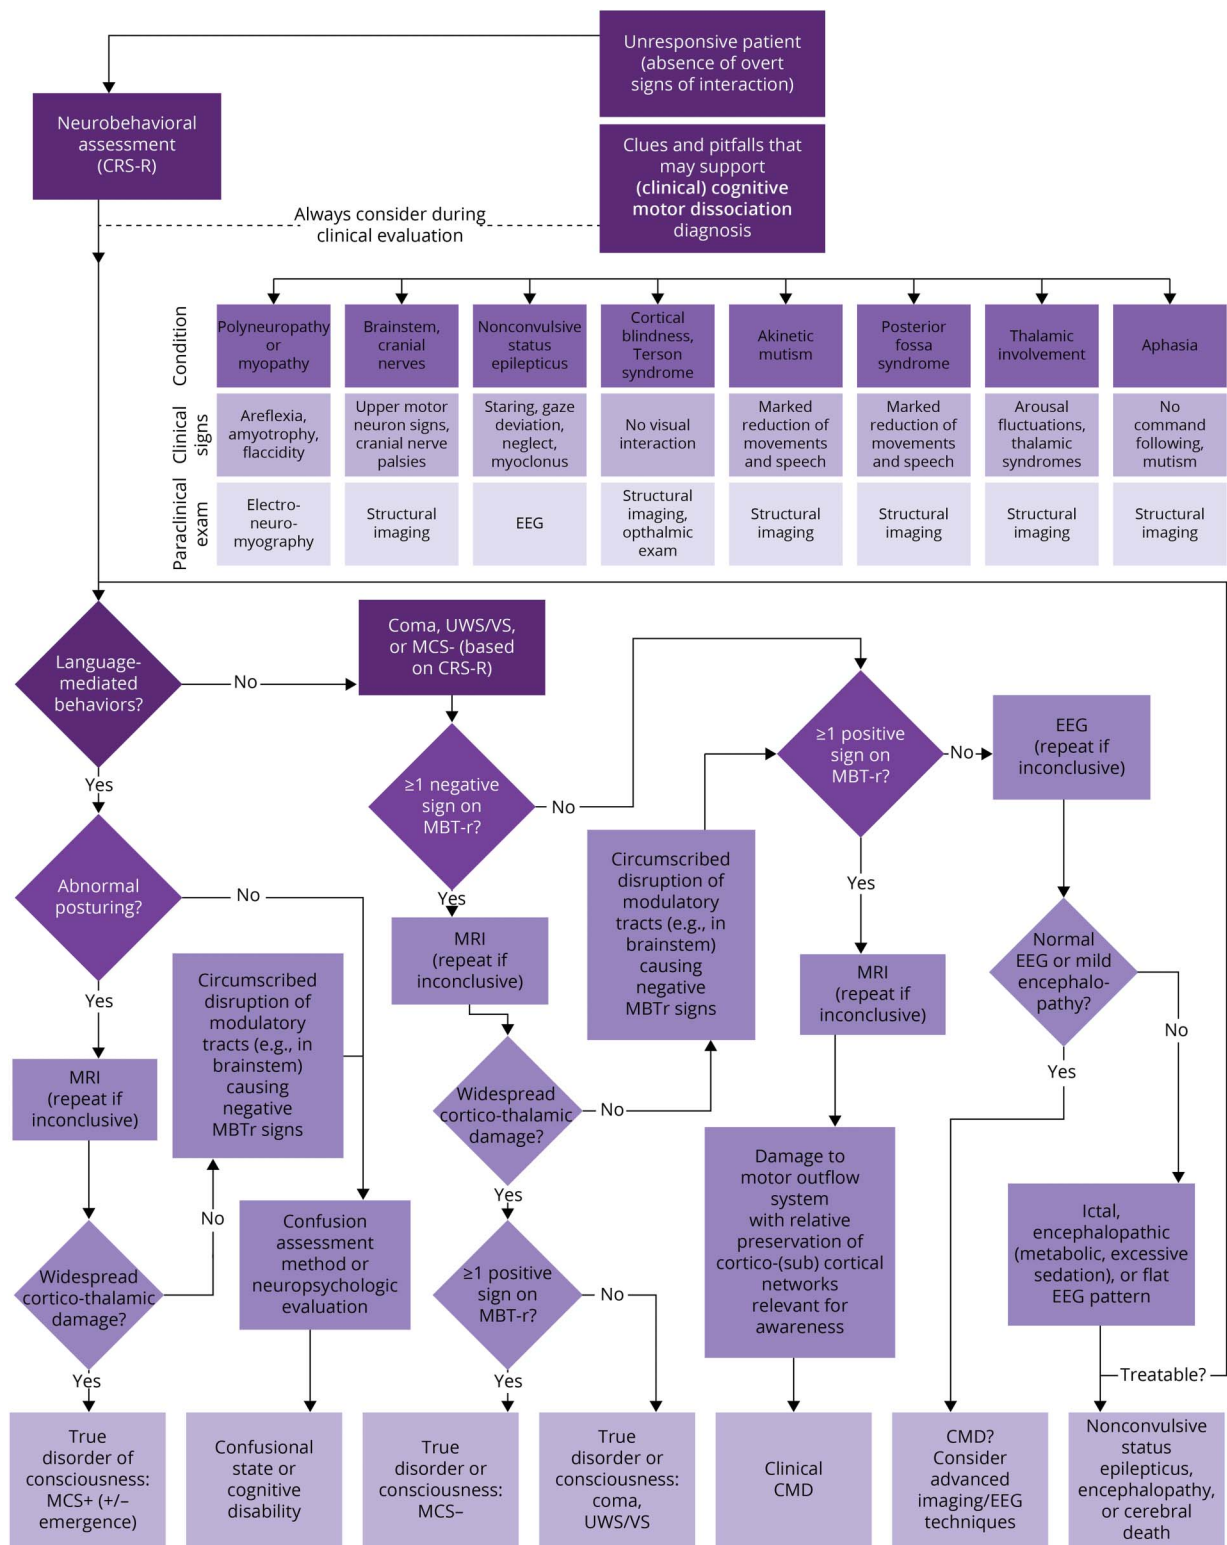 Unresponsive patient
(absence of overt
signs of interaction)
Neurobehavioral
assessment
(CRS-R)
Clues and pitfalls that
may support
(clinical) cognitive
motor dissociation
diagnosis
Always consider during
clinical evaluation
Condition
Polyneuropathy
or
myopathy
Brainstem,
cranial
nerves
Nonconvulsive
status
epilepticus
Cortical
blindness,
Terson
syndrome
Akinetic
mutism
Posterior
fossa
syndrome
Thalamic
involvement
Aphasia
Clinical
signs
Areflexia,
amyotrophy,
flaccidity
Upper motor
neuron signs,
cranial nerve
palsies
Staring, gaze
deviation,
neglect,
myoclonus
No visual
interaction
Marked
reduction of
movements
and speech
Marked
reduction of
movements
and speech
Arousal
fluctuations,
thalamic
syndromes
No
command
following,
mutism
Paraclinical
exam
Electro-
neuro-
myography
Structural
imaging
EEG
Structural
imaging,
opthalmic
exam
Structural
imaging
Structural
imaging
Structural
imaging
Structural
imaging
Language-
mediated
behaviors?
No
Coma, UWS/VS,
or MCS- (based
on CRS-R)
Yes
≥1 negative
sign on
MBT-r?
No
≥1 positive
sign on
MBT-r?
No
EEG
(repeat if
inconclusive)
Abnormal
posturing?
No
Yes
Yes
MRI
(repeat if
inconclusive)
Circumscribed
disruption of
modulatory
tracts (e.g., in
brainstem)
causing
negative
MBTr signs
Yes
MRI
(repeat if
inconclusive)
Normal
EEG or mild
encephalo-
pathy?
No
Yes
Circumscribed
disruption of
modulatory
tracts (e.g., in
brainstem)
causing
negative
MBTr signs
MRI
(repeat if
inconclusive)
Widespread
cortico-thalamic
damage?
No
Yes
Damage to
motor outflow
system
with relative
preservation of
cortico-(sub) cortical
networks
relevant for
awareness
Ictal,
encephalopathic
(metabolic, excessive
sedation), or flat
EEG pattern
No
Widespread
cortico-thalamic
damage?
Confusion
assessment
method or
neuropsychologic
evaluation
≥1 positive
sign on
MBT-r?
No
Yes
Yes
Treatable?
True
disorder of
consciousness:
MCS+ (+/–
emergence)
Confusional
state or
cognitive
disability
True
disorder or
consciousness:
MCS–
True
disorder or
consciousness:
coma,
UWS/VS
Clinical
CMD
CMD?
Consider
advanced
imaging/EEG
techniques
Nonconvulsive
status
epilepticus,
encephalopathy,
or cerebral
death